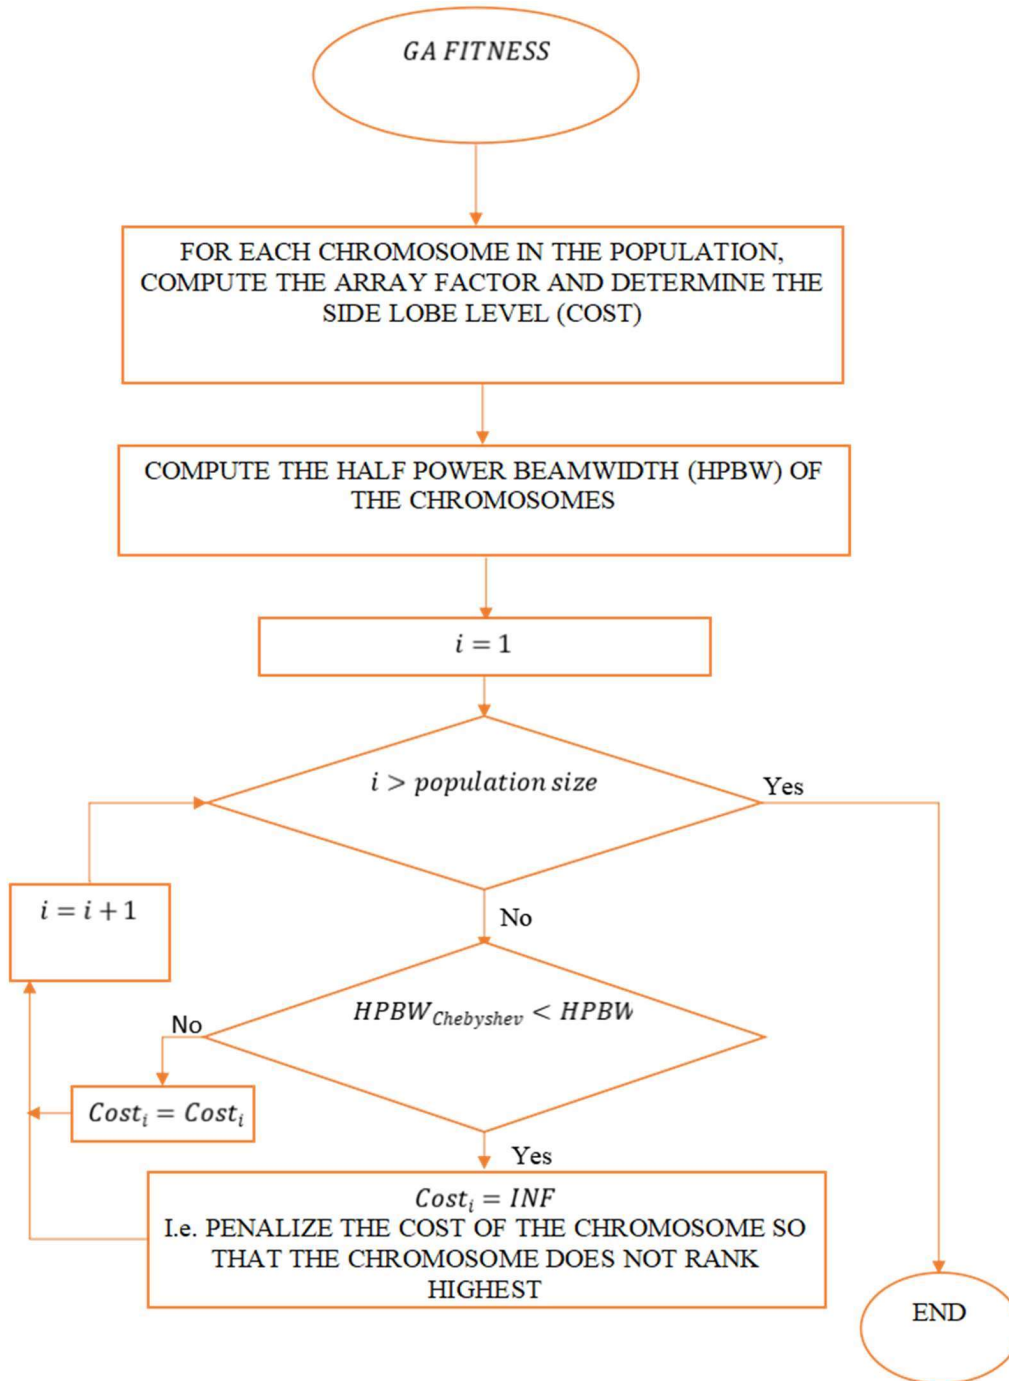 GA FITNESS
FOR EACH CHROMOSOME IN THE POPULATION,
COMPUTE THE ARRAY FACTOR AND DETERMINE THE
SIDE LOBE LEVEL (COST)
COMPUTE THE HALF POWER BEAMWIDTH (HPBW) OF
THE CHROMOSOMES
i = 1
i > population size
Yes
i = i + 1
No
HPBW_Chebyshev < HPBW
No
Cost_i = Cost_i
Yes
Cost_i = INF
I.e. PENALIZE THE COST OF THE CHROMOSOME SO
THAT THE CHROMOSOME DOES NOT RANK
HIGHEST
END